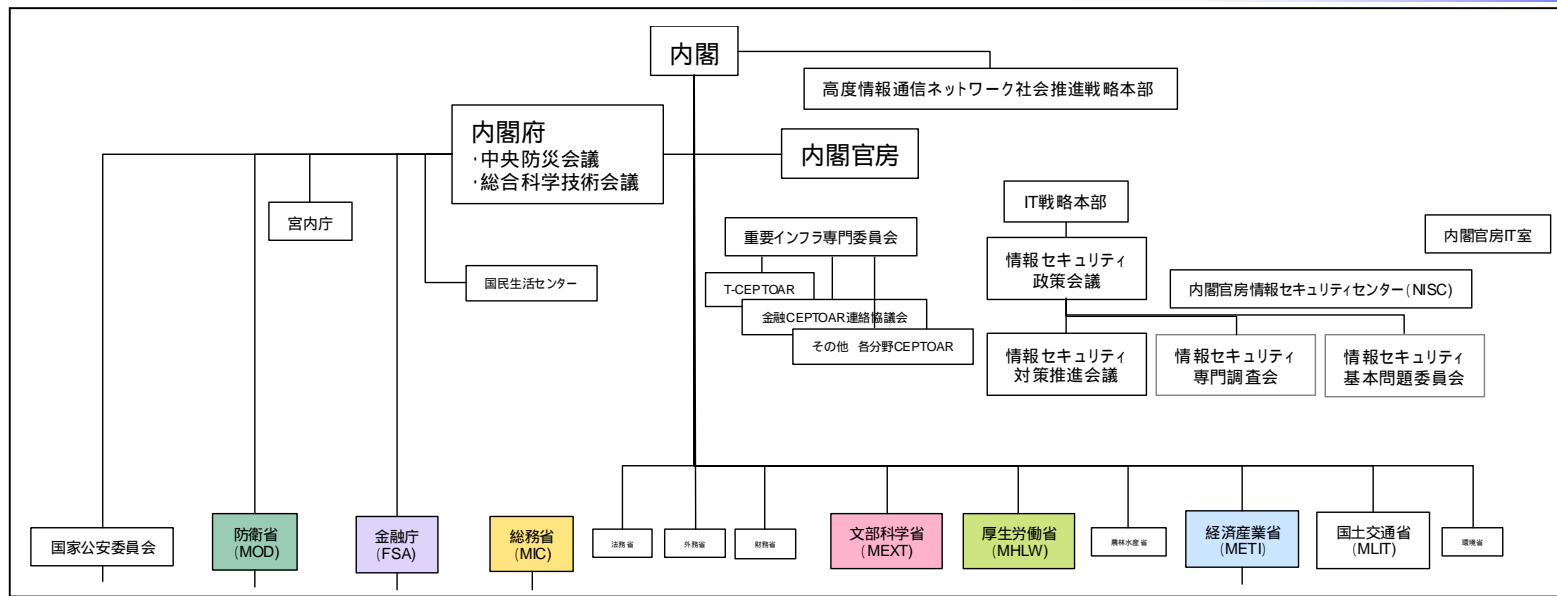 内閣
高度情報通信ネットワーク社会推進戦略本部
内閣府
・中央防災会議
・総合科学技術会議
内閣官房
宮内庁
国民生活センター
重要インフラ専門委員会
T-CEPTOAR
金融CEPTOAR連絡協議会
その他 各分野CEPTOAR
IT戦略本部
情報セキュリティ
政策会議
内閣官房IT室
内閣官房情報セキュリティセンター(NISC)
情報セキュリティ
対策推進会議
情報セキュリティ
専門調査会
情報セキュリティ
基本問題委員会
国家公安委員会
防衛省
(MOD)
金融庁
(FSA)
総務省
(MIC)
法務省
外務省
財務省
文部科学省
(MEXT)
厚生労働省
(MHLW)
農林水産省
経済産業省
(METI)
国土交通省
(MLIT)
環境省